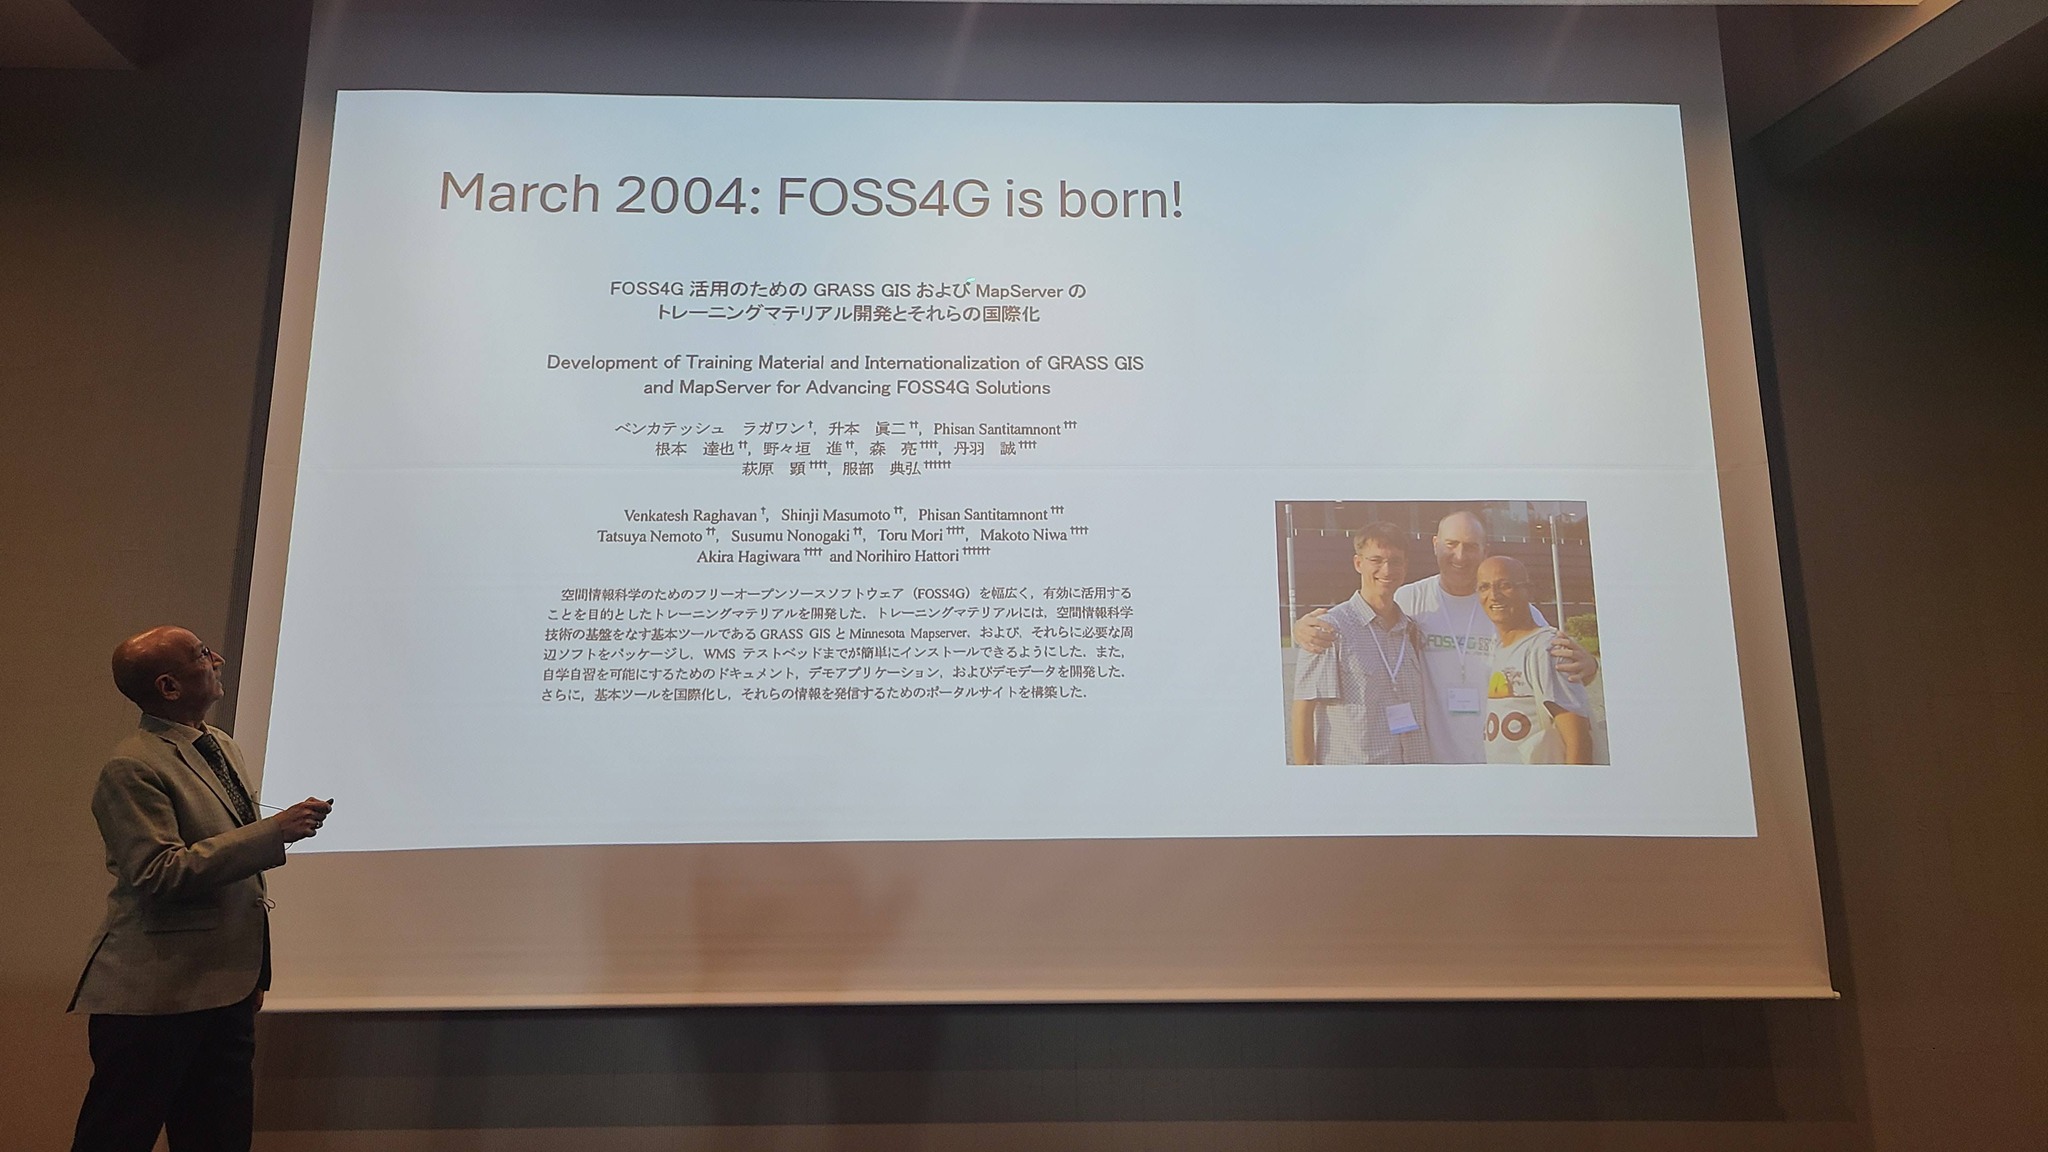 March 2004: FOSS4G is born!
FOSS4G 活用のための GRASS GIS および MapServer の
トレーニングマテリアル開発とそれらの国際化
Development of Training Material and Internationalization of GRASS GIS
and MapServer for Advancing FOSS4G Solutions
ベンカテッシュ ラガワン†, 升本 眞二††, Phisan Santitamnont†††
根本 達也††, 野々垣 進††, 森 亮††††, 丹羽 誠††††
萩原 顕††††, 服部 典弘††††††
Venkatesh Raghavan†, Shinji Masumoto††, Phisan Santitamnont†††
Tatsuya Nemoto††, Susumu Nonogaki††, Toru Mori††††, Makoto Niwa††††
Akira Hagiwara†††† and Norihiro Hattori††††††
空間情報科学のためのフリーオープンソースソフトウェア（FOSS4G）を幅広く，有効に活用する
ことを目的としたトレーニングマテリアルを開発した．トレーニングマテリアルには，空間情報科学
技術の基盤をなす基本ツールである GRASS GIS と Minnesota Mapserver，および，それらに必要な周
辺ソフトをパッケージし，WMS テストベッドまでが簡単にインストールできるようにした．また，
自学自習を可能にするためのドキュメント，デモアプリケーション，およびデモデータを開発した．
さらに，基本ツールを国際化し，それらの情報を発信するためのポータルサイトを構築した．
FOSS4G